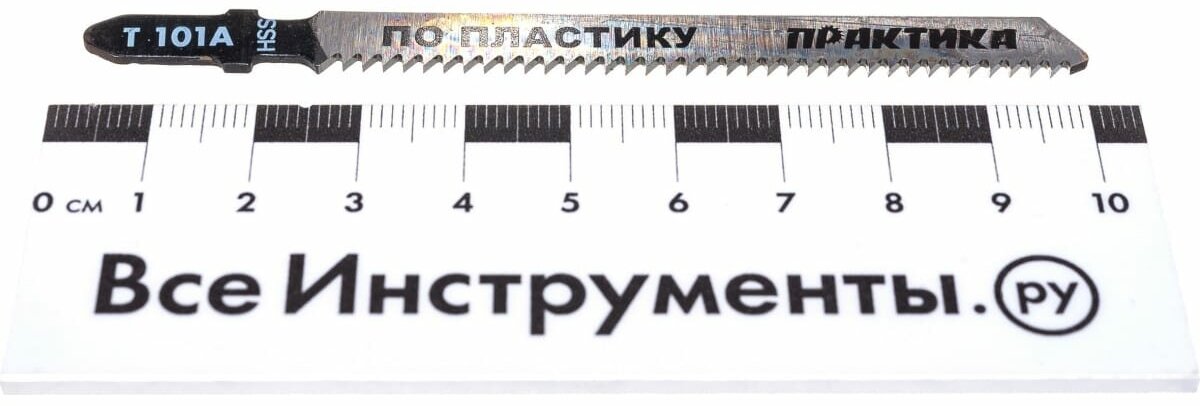 T 101A HSS ПО ПЛАСТИКУ ПРАКТИКА
0 см 1 2 3 4 5 6 7 8 9 10
ВсеИнструменты.ру